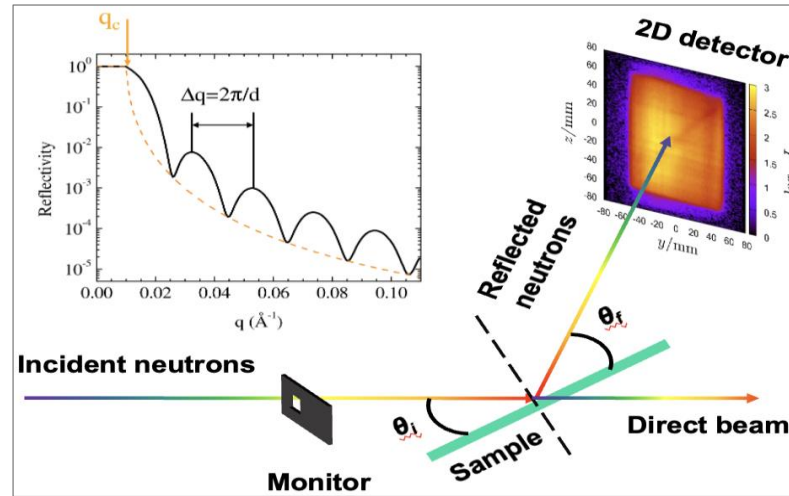 q_c
10^0
10^-1
10^-2
10^-3
10^-4
10^-5
Reflectivity
Δq=2π/d
0.00 0.02 0.04 0.06 0.08 0.10
q (Å^-1)
2D detector
80
60
40
20
0
-20
-40
-60
-80
z/mm
-80 -60 -40 -20 0 20 40 60 80
y/mm
3
2.5
2
1.5
1
0.5
0
Reflected
neutrons
θ_f
Incident neutrons
θ_i
Monitor
Sample
Direct beam